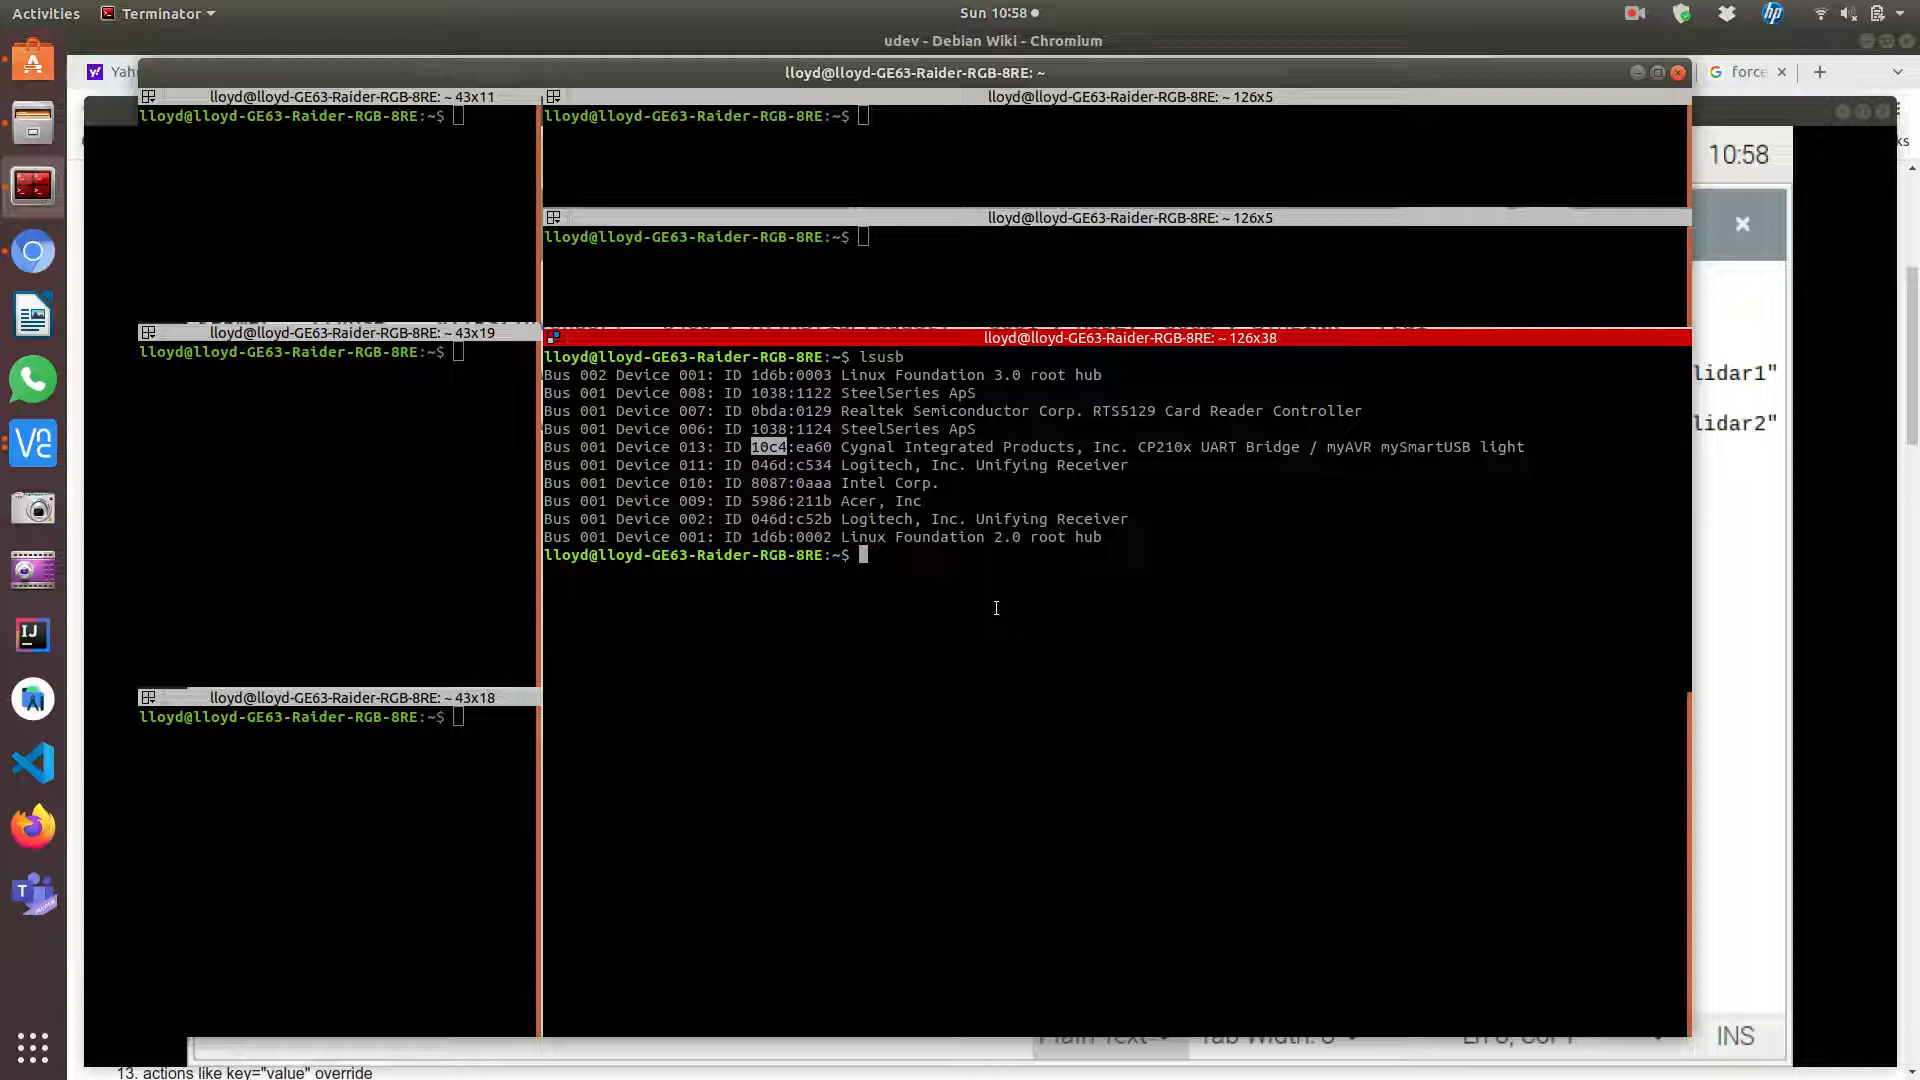 Activities Terminator Sun 10:58
udev - Debian Wiki - Chromium
Yah
force
lloyd@lloyd-GE63-Raider-RGB-8RE: ~
lloyd@lloyd-GE63-Raider-RGB-8RE: ~ 43x11
lloyd@lloyd-GE63-Raider-RGB-8RE:~$
lloyd@lloyd-GE63-Raider-RGB-8RE: ~ 43x19
lloyd@lloyd-GE63-Raider-RGB-8RE:~$
lloyd@lloyd-GE63-Raider-RGB-8RE: ~ 43x18
lloyd@lloyd-GE63-Raider-RGB-8RE:~$
lloyd@lloyd-GE63-Raider-RGB-8RE: ~ 126x5
lloyd@lloyd-GE63-Raider-RGB-8RE:~$
lloyd@lloyd-GE63-Raider-RGB-8RE: ~ 126x5
lloyd@lloyd-GE63-Raider-RGB-8RE:~$
lloyd@lloyd-GE63-Raider-RGB-8RE: ~ 126x38
lloyd@lloyd-GE63-Raider-RGB-8RE:~$ lsusb
Bus 002 Device 001: ID 1d6b:0003 Linux Foundation 3.0 root hub
Bus 001 Device 008: ID 1038:1122 SteelSeries ApS
Bus 001 Device 007: ID 0bda:0129 Realtek Semiconductor Corp. RTS5129 Card Reader Controller
Bus 001 Device 006: ID 1038:1124 SteelSeries ApS
Bus 001 Device 013: ID 10c4:ea60 Cygnal Integrated Products, Inc. CP210x UART Bridge / myAVR mySmartUSB light
Bus 001 Device 011: ID 046d:c534 Logitech, Inc. Unifying Receiver
Bus 001 Device 010: ID 8087:0aaa Intel Corp.
Bus 001 Device 009: ID 5986:211b Acer, Inc
Bus 001 Device 002: ID 046d:c52b Logitech, Inc. Unifying Receiver
Bus 001 Device 001: ID 1d6b:0002 Linux Foundation 2.0 root hub
lloyd@lloyd-GE63-Raider-RGB-8RE:~$
ks
10:58
lidar1"
lidar2"
INS
13. actions like key="value" override